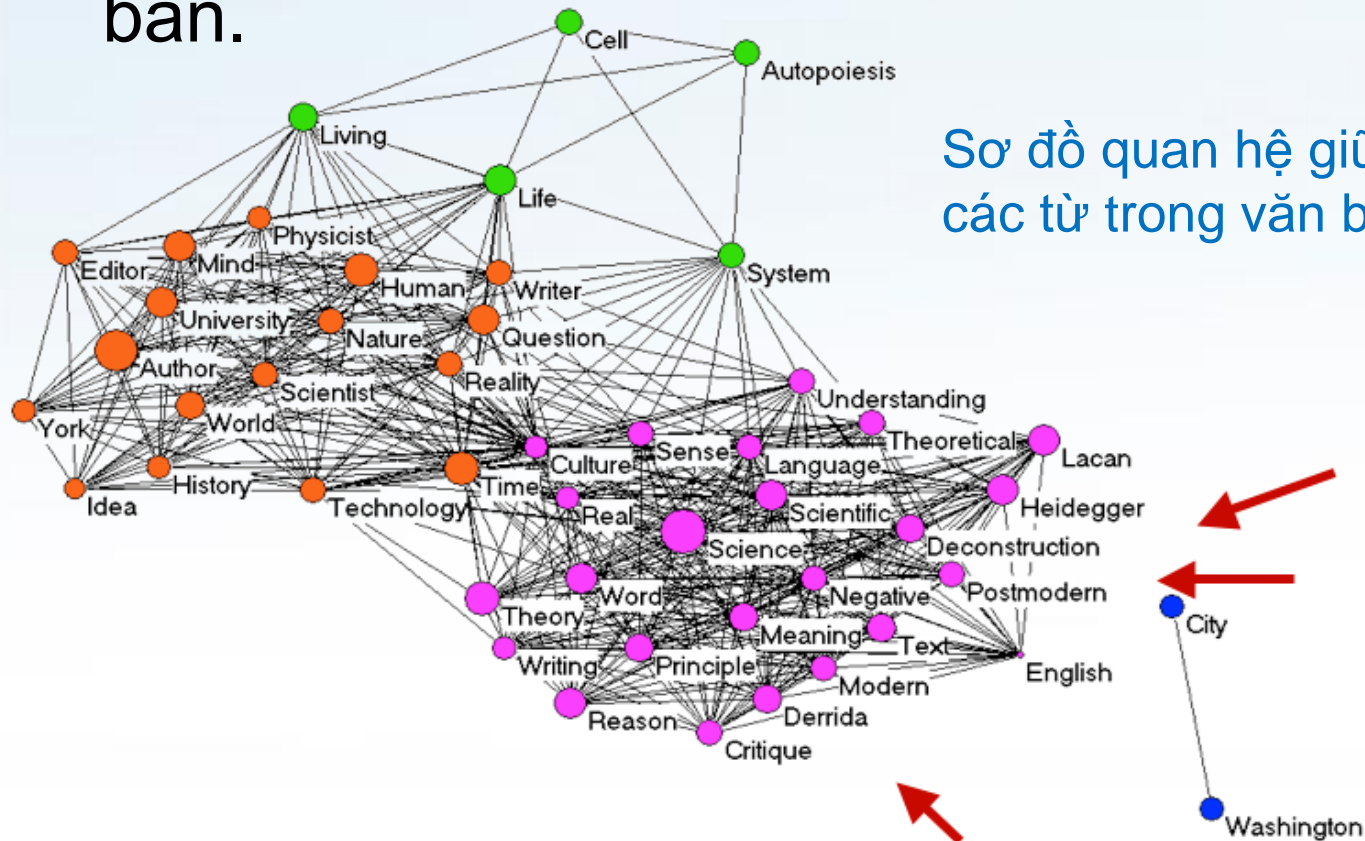 ban.
Cell
Autopoiesis
Living
Sơ đồ quan hệ giữ
các từ trong văn b
Life
Physicist
Editor
Mind
Human
Writer
System
University
Nature
Question
Author
Scientist
Reality
York
World
Understanding
Theoretical
Culture
Sense
Language
Lacan
History
Time
Idea
Technology
Real
Scientific
Heidegger
Science
Deconstruction
Theory
Word
Negative
Postmodern
City
Writing
Principle
Meaning
Text
English
Modern
Reason
Derrida
Critique
Washington